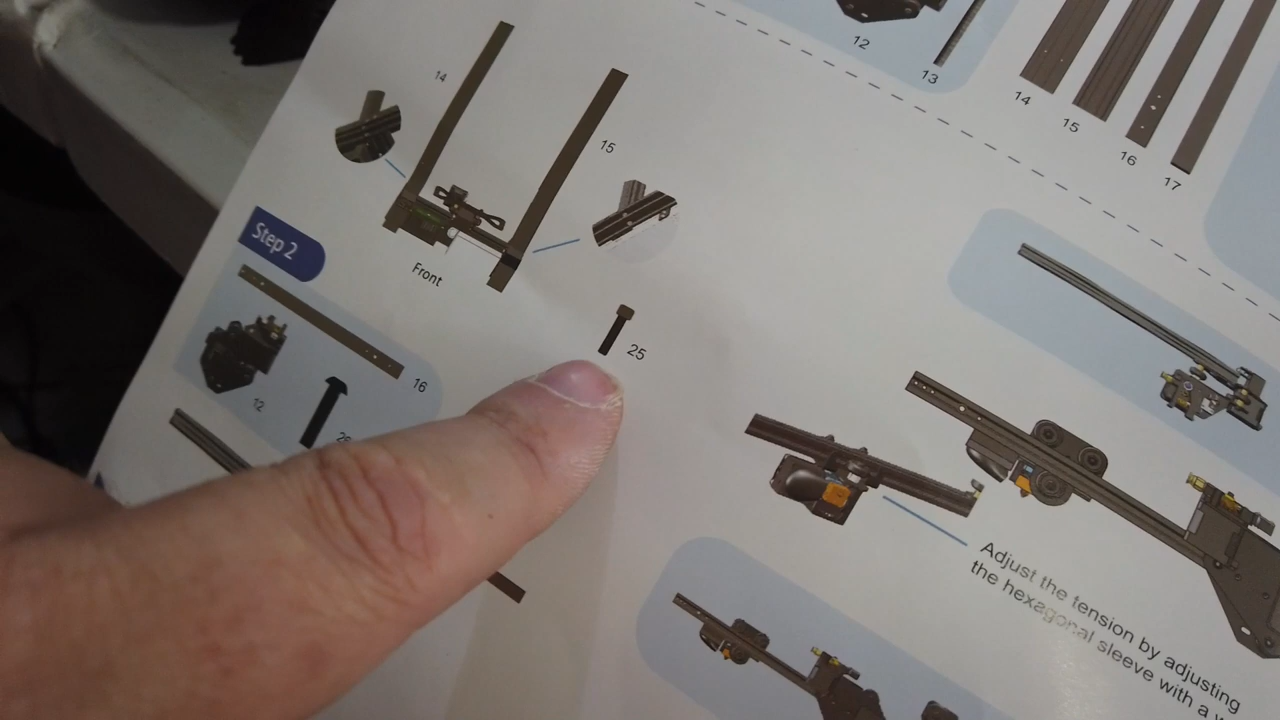 12
13
14
15
16
17
14
15
Front
Step 2
16
12
25
Adjust the tension by adjusting
the hexagonal sleeve with a